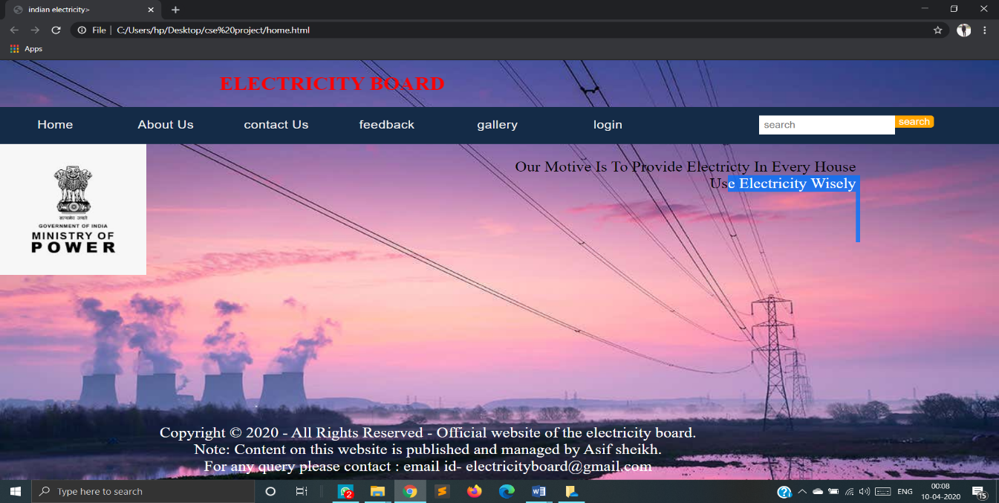 indian electricity>
File | C:/Users/hp/Desktop/cse%20project/home.html
Apps
ELECTRICITY BOARD
Home About Us contact Us feedback gallery login search search
सत्यमेव जयते
GOVERNMENT OF INDIA
MINISTRY OF
POWER
Our Motive Is To Provide Electricty In Every House
Use Electricity Wisely
Copyright © 2020 - All Rights Reserved - Official website of the electricity board.
Note: Content on this website is published and managed by Asif sheikh.
For any query please contact : email id- electricityboard@gmail.com
Type here to search
2
ENG
00:08
10-04-2020
15